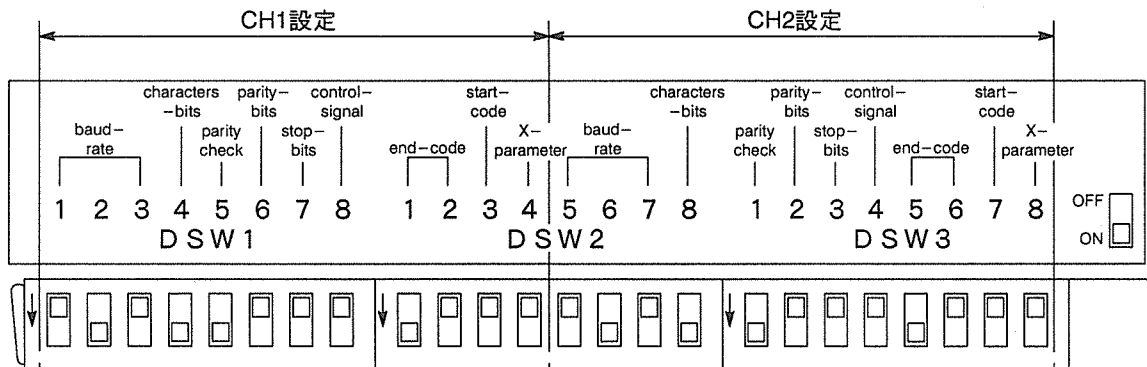 CH1設定 CH2設定
characters parity– control– start– characters parity– control– start–
–bits bits signal code –bits bits signal code
baud– parity stop– X– baud– parity stop– X–
rate check bits end–code parameter rate check bits end–code parameter
1 2 3 4 5 6 7 8 1 2 3 4 5 6 7 8 1 2 3 4 5 6 7 8 OFF
DSW1 DSW2 DSW3 ON